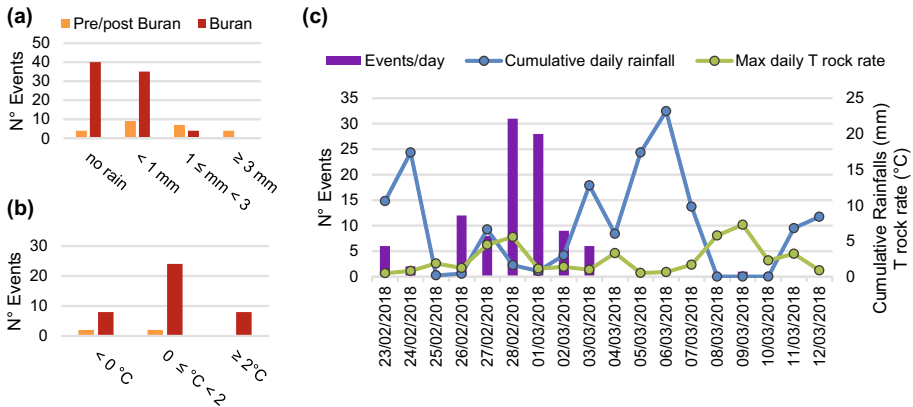 (a)
Pre/post Buran
Buran
N° Events
50
40
30
20
10
0
no rain
< 1 mm
1 ≤ mm < 3
≥ 3 mm
(b)
N° Events
30
20
10
0
< 0 °C
0 ≤ °C < 2
≥ 2°C
(c)
Events/day
Cumulative daily rainfall
Max daily T rock rate
N° Events
35
30
25
20
15
10
5
0
25
20
15
10
5
0
Cumulative Rainfalls (mm)
T rock rate (°C)
23/02/2018
24/02/2018
25/02/2018
26/02/2018
27/02/2018
28/02/2018
01/03/2018
02/03/2018
03/03/2018
04/03/2018
05/03/2018
06/03/2018
07/03/2018
08/03/2018
09/03/2018
10/03/2018
11/03/2018
12/03/2018